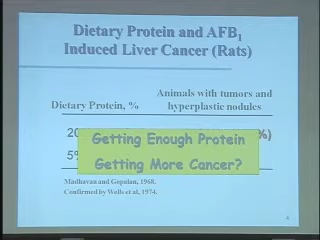 Dietary Protein and AFB1
Induced Liver Cancer (Rats)
Animals with tumors and
Dietary Protein, % hyperplastic nodules
20 %)
5%
Getting Enough Protein
Getting More Cancer?
Madhavan and Gopalan, 1968.
Confirmed by Wells et al, 1974.
4